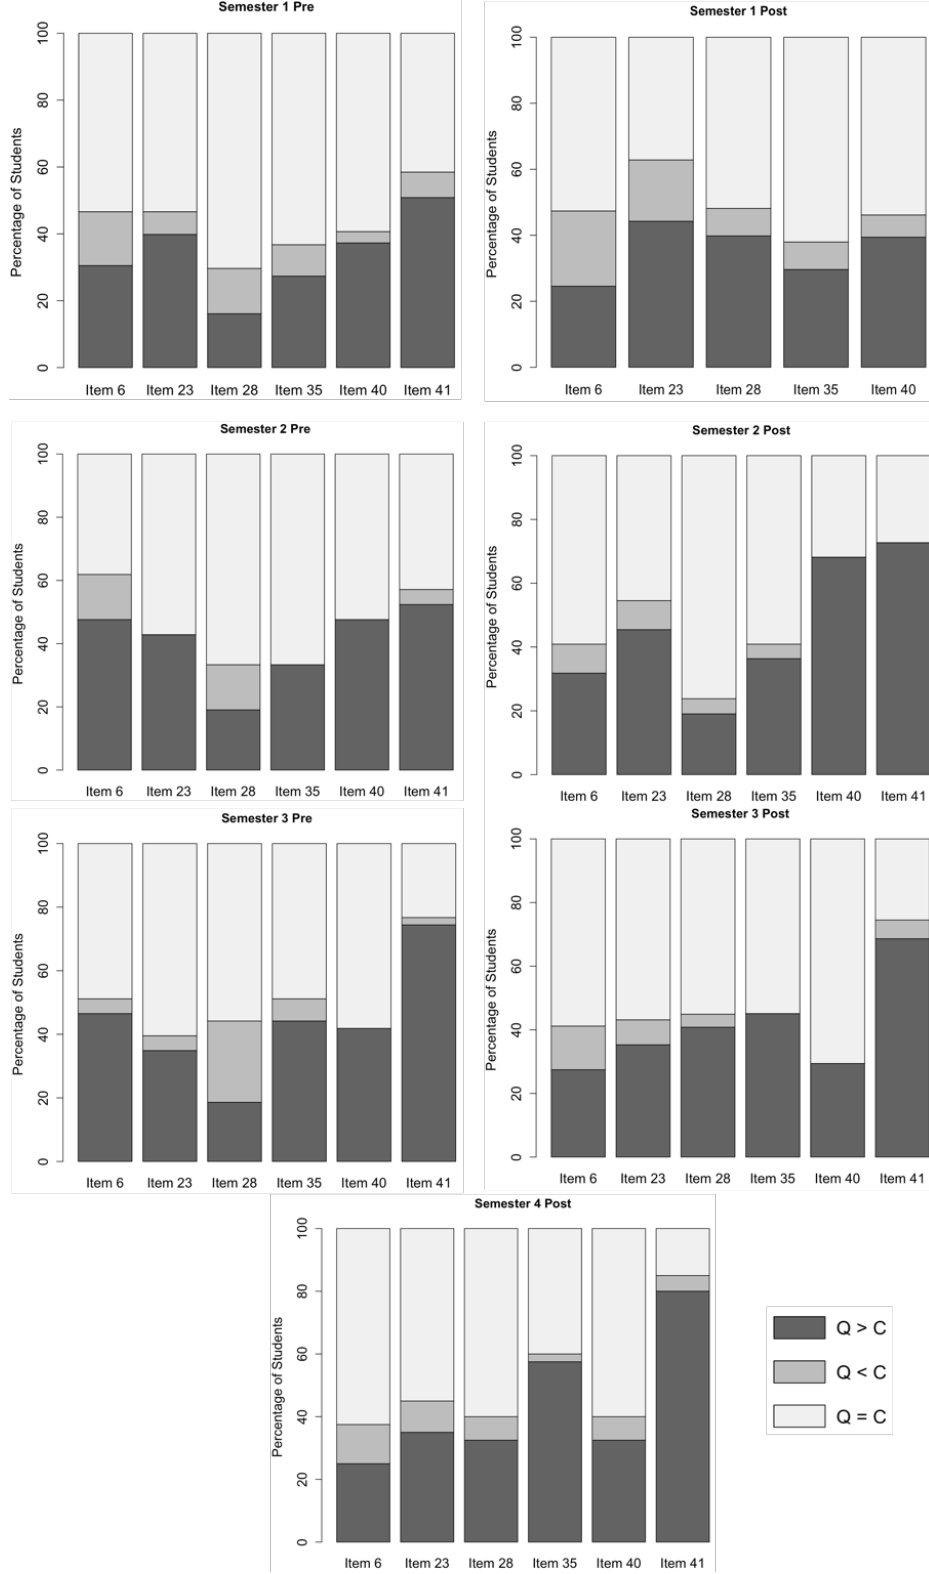 Semester 1 Pre
Percentage of Students
0 20 40 60 80 100
Item 6 Item 23 Item 28 Item 35 Item 40 Item 41
Semester 1 Post
Percentage of Students
0 20 40 60 80 100
Item 6 Item 23 Item 28 Item 35 Item 40
Semester 2 Pre
Percentage of Students
0 20 40 60 80 100
Item 6 Item 23 Item 28 Item 35 Item 40 Item 41
Semester 2 Post
Percentage of Students
0 20 40 60 80 100
Item 6 Item 23 Item 28 Item 35 Item 40 Item 41
Semester 3 Pre
Percentage of Students
0 20 40 60 80 100
Item 6 Item 23 Item 28 Item 35 Item 40 Item 41
Semester 3 Post
Percentage of Students
0 20 40 60 80 100
Item 6 Item 23 Item 28 Item 35 Item 40 Item 41
Semester 4 Post
Percentage of Students
0 20 40 60 80 100
Item 6 Item 23 Item 28 Item 35 Item 40 Item 41
Q > C
Q < C
Q = C